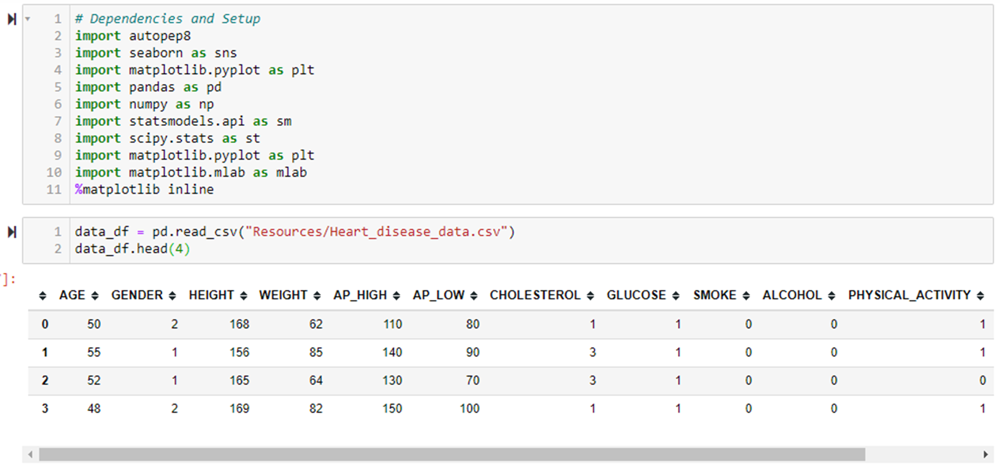 1 # Dependencies and Setup
2 import autopep8
3 import seaborn as sns
4 import matplotlib.pyplot as plt
5 import pandas as pd
6 import numpy as np
7 import statsmodels.api as sm
8 import scipy.stats as st
9 import matplotlib.pyplot as plt
10 import matplotlib.mlab as mlab
11 %matplotlib inline
1 data_df = pd.read_csv("Resources/Heart_disease_data.csv")
2 data_df.head(4)
]:
AGE GENDER HEIGHT WEIGHT AP_HIGH AP_LOW CHOLESTEROL GLUCOSE SMOKE ALCOHOL PHYSICAL_ACTIVITY
0 50 2 168 62 110 80 1 1 0 0 1
1 55 1 156 85 140 90 3 1 0 0 1
2 52 1 165 64 130 70 3 1 0 0 0
3 48 2 169 82 150 100 1 1 0 0 1